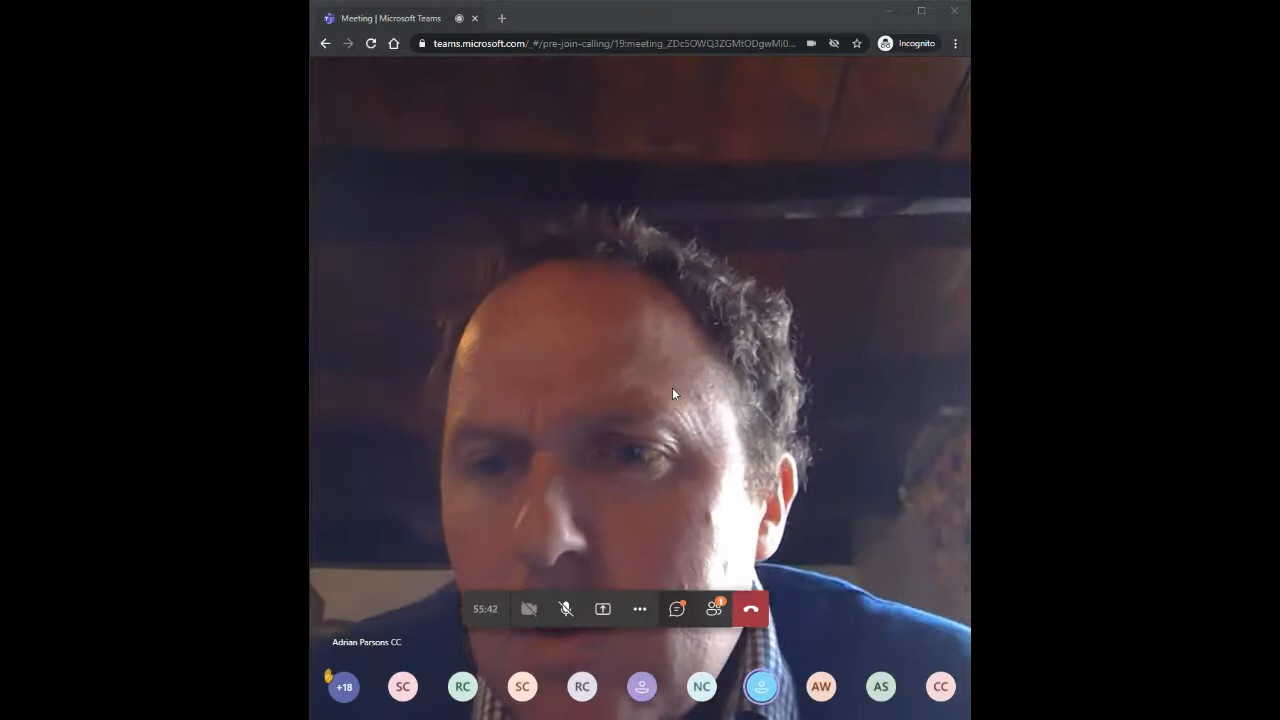 Meeting | Microsoft Teams
teams.microsoft.com/_#/pre-join-calling/19:meeting_ZDc5OWQ3ZGMtODgwMi0...
Incognito
55:42
1
Adrian Parsons CC
+18
SC
RC
SC
RC
NC
AW
AS
CC